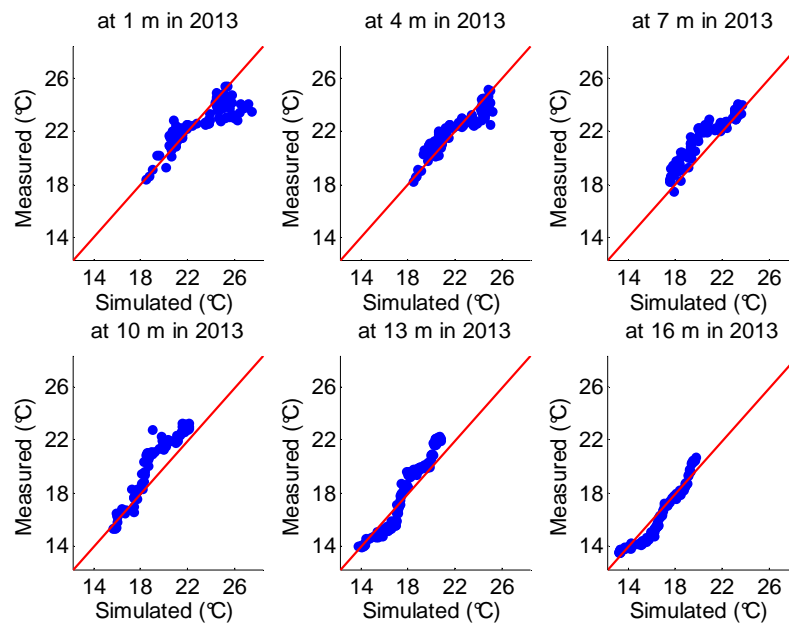 at 1 m in 2013
at 4 m in 2013
at 7 m in 2013
26
22
18
14
Measured (°C)
14 18 22 26
Simulated (°C)
26
22
18
14
Measured (°C)
14 18 22 26
Simulated (°C)
26
22
18
14
Measured (°C)
14 18 22 26
Simulated (°C)
at 10 m in 2013
at 13 m in 2013
at 16 m in 2013
26
22
18
14
Measured (°C)
14 18 22 26
Simulated (°C)
26
22
18
14
Measured (°C)
14 18 22 26
Simulated (°C)
26
22
18
14
Measured (°C)
14 18 22 26
Simulated (°C)